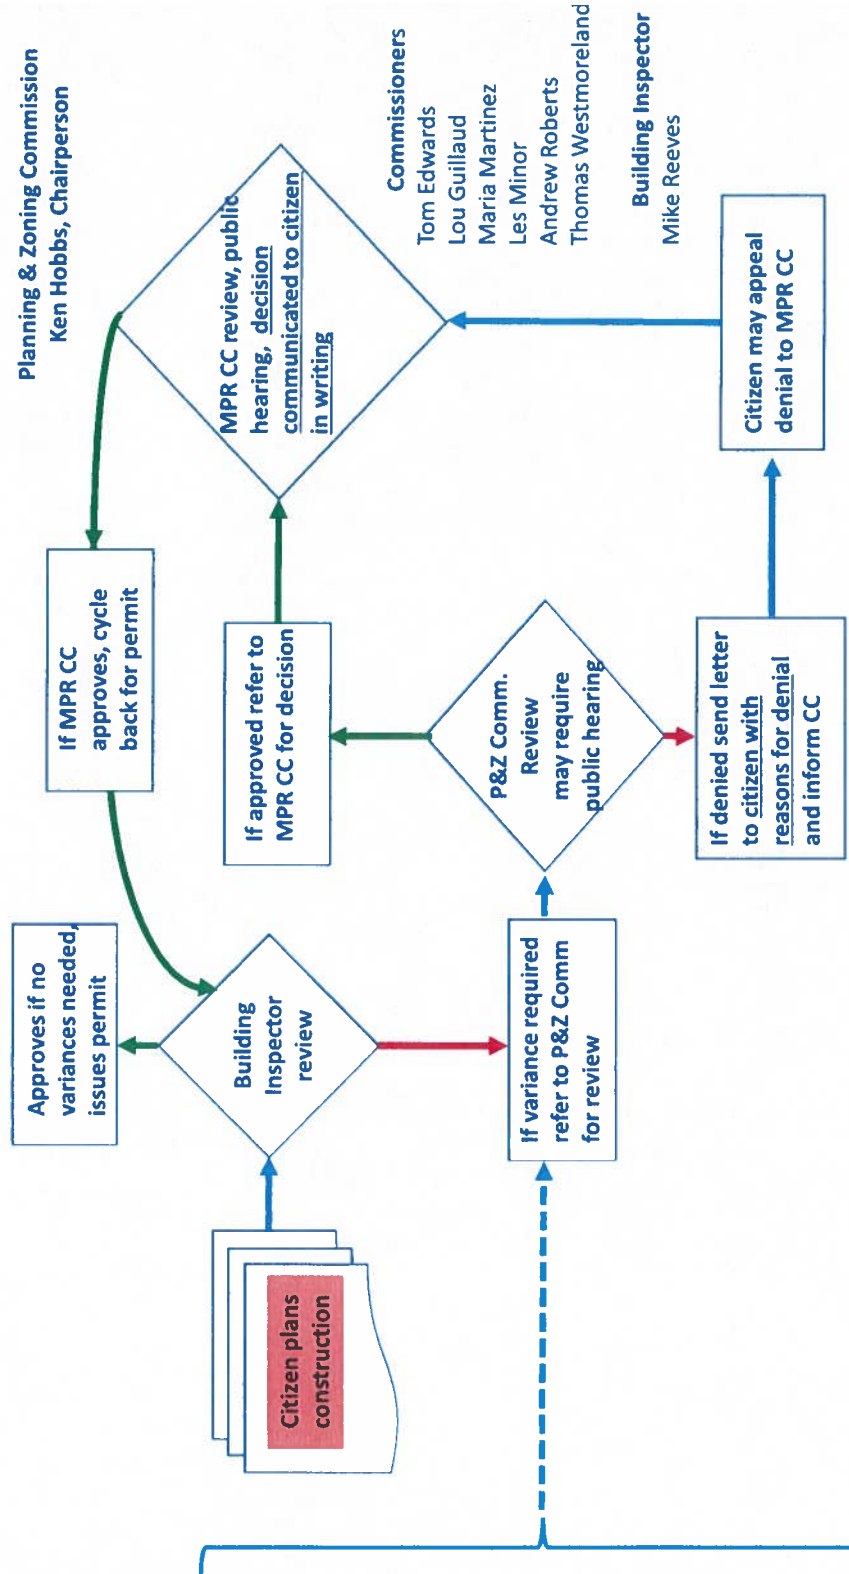 Planning & Zoning Commission
Ken Hobbs, Chairperson
Citizen plans
construction
Building
Inspector
review
Approves if no
variances needed,
issues permit
If variance required
refer to P&Z Comm
for review
P&Z Comm.
Review
may require
public hearing
If approved refer to
MPR CC for decision
If denied send letter
to citizen with
reasons for denial
and inform CC
Citizen may appeal
denial to MPR CC
MPR CC review, public
hearing, decision
communicated to citizen
in writing
If MPR CC
approves, cycle
back for permit
Commissioners
Tom Edwards
Lou Guillaud
Maria Martinez
Les Minor
Andrew Roberts
Thomas Westmoreland
Building Inspector
Mike Reeves